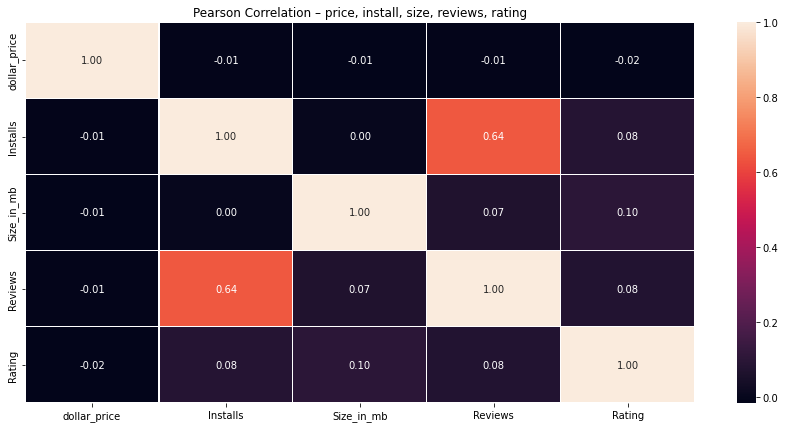 Pearson Correlation – price, install, size, reviews, rating
dollar_price
1.00
-0.01
-0.01
-0.01
-0.02
Installs
-0.01
1.00
0.00
0.64
0.08
Size_in_mb
-0.01
0.00
1.00
0.07
0.10
Reviews
-0.01
0.64
0.07
1.00
0.08
Rating
-0.02
0.08
0.10
0.08
1.00
dollar_price
Installs
Size_in_mb
Reviews
Rating
1.0
0.8
0.6
0.4
0.2
0.0